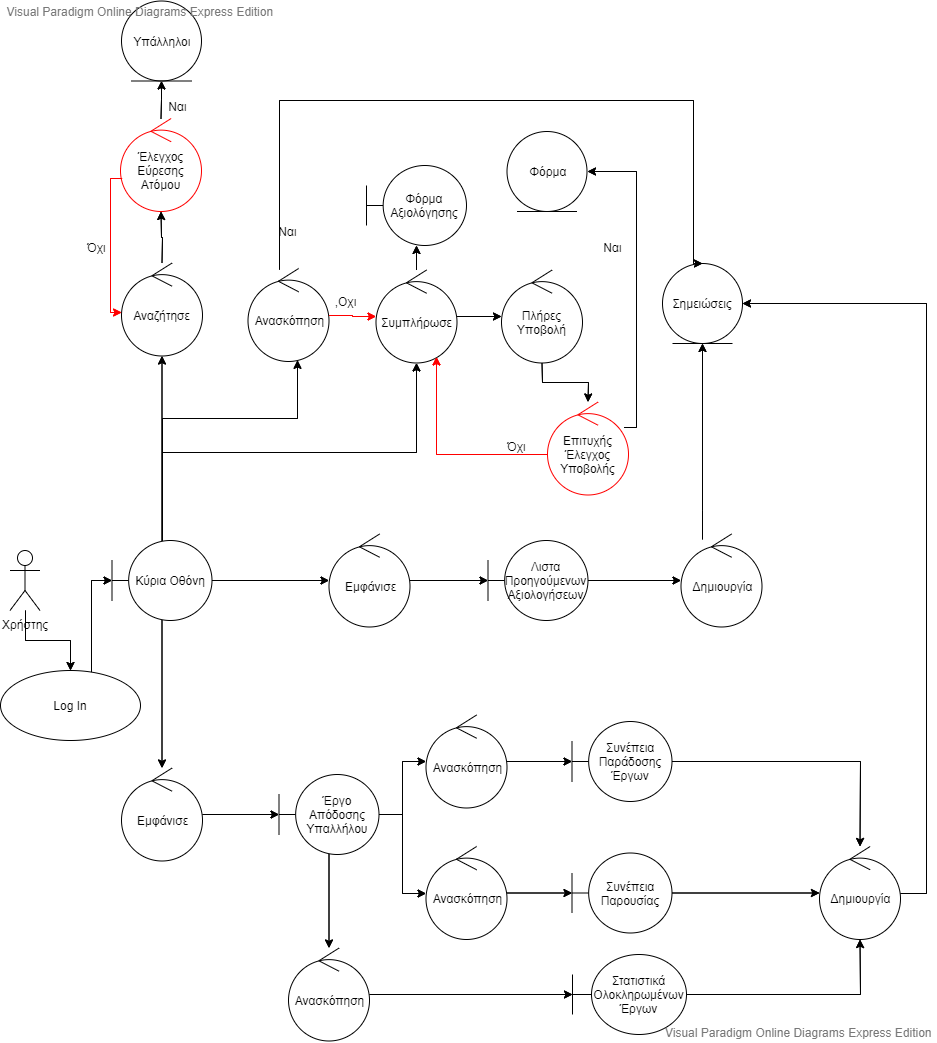 Visual Paradigm Online Diagrams Express Edition
Υπάλληλοι
Ναι
Έλεγχος
Εύρεσης
Ατόμου
Όχι
Αναζήτησε
Ναι
Ανασκόπηση
,Οχι
Φόρμα
Αξιολόγησης
Συμπλήρωσε
Πλήρες
Υποβολή
Φόρμα
Ναι
Επιτυχής
Έλεγχος
Υποβολής
Όχι
Σημειώσεις
Χρήστης
Log In
Κύρια Οθόνη
Εμφάνισε
Λιστα
Προηγούμενων
Αξιολογήσεων
Δημιουργία
Εμφάνισε
Έργο
Απόδοσης
Υπαλλήλου
Ανασκόπηση
Συνέπεια
Παράδοσης
Έργων
Ανασκόπηση
Συνέπεια
Παρουσίας
Δημιουργία
Ανασκόπηση
Στατιστικά
Ολοκληρωμένων
Έργων
Visual Paradigm Online Diagrams Express Edition